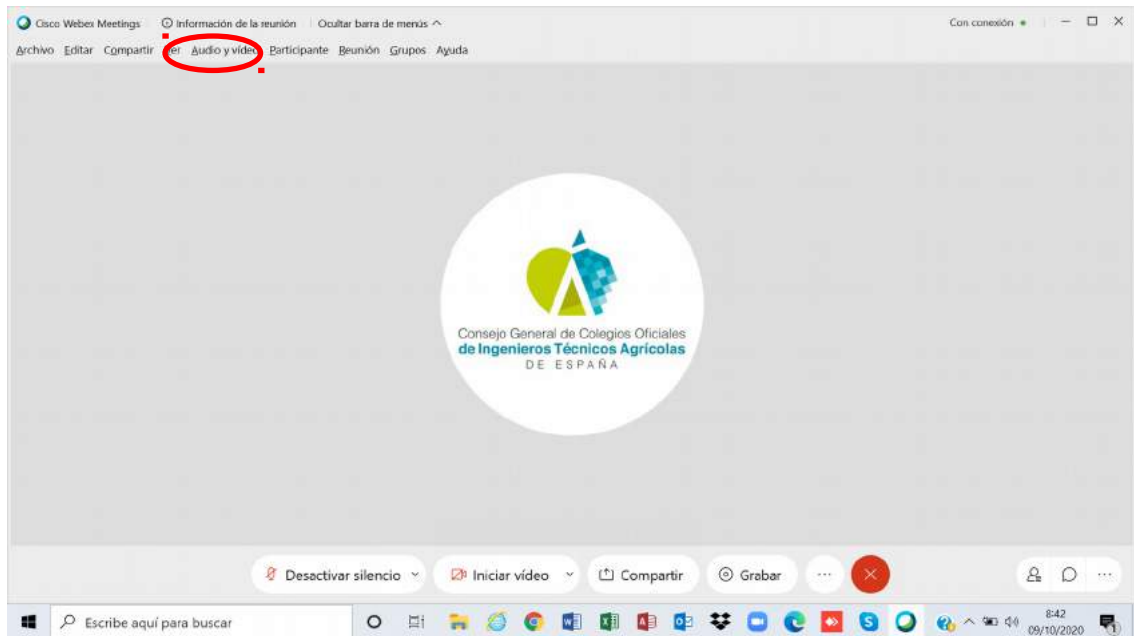 Cisco Webex Meetings Información de la reunión Ocultar barra de menús
Con conexión
Archivo Editar Compartir Ver Audio y vídeo Participante Reunión Grupos Ayuda
Consejo General de Colegios Oficiales
de Ingenieros Técnicos Agrícolas
DE ESPAÑA
Desactivar silencio Iniciar vídeo Compartir Grabar
Escribe aquí para buscar
8:42
09/10/2020